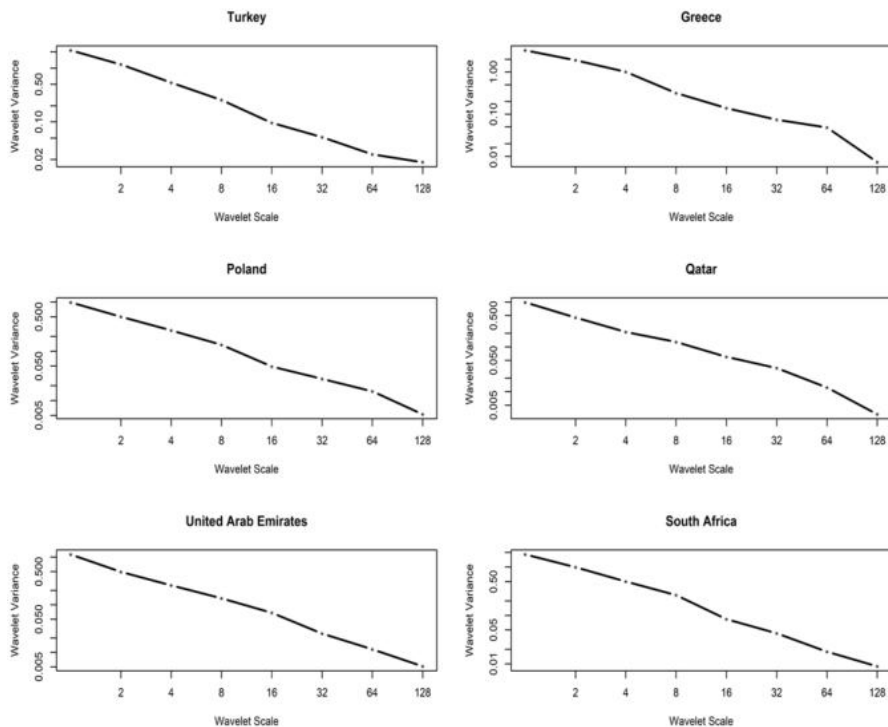 Turkey
Wavelet Variance
0.50
0.10
0.02
2 4 8 16 32 64 128
Wavelet Scale
Greece
Wavelet Variance
1.00
0.10
0.01
2 4 8 16 32 64 128
Wavelet Scale
Poland
Wavelet Variance
0.500
0.050
0.005
2 4 8 16 32 64 128
Wavelet Scale
Qatar
Wavelet Variance
0.500
0.050
0.005
2 4 8 16 32 64 128
Wavelet Scale
United Arab Emirates
Wavelet Variance
0.500
0.050
0.005
2 4 8 16 32 64 128
Wavelet Scale
South Africa
Wavelet Variance
0.50
0.05
0.01
2 4 8 16 32 64 128
Wavelet Scale